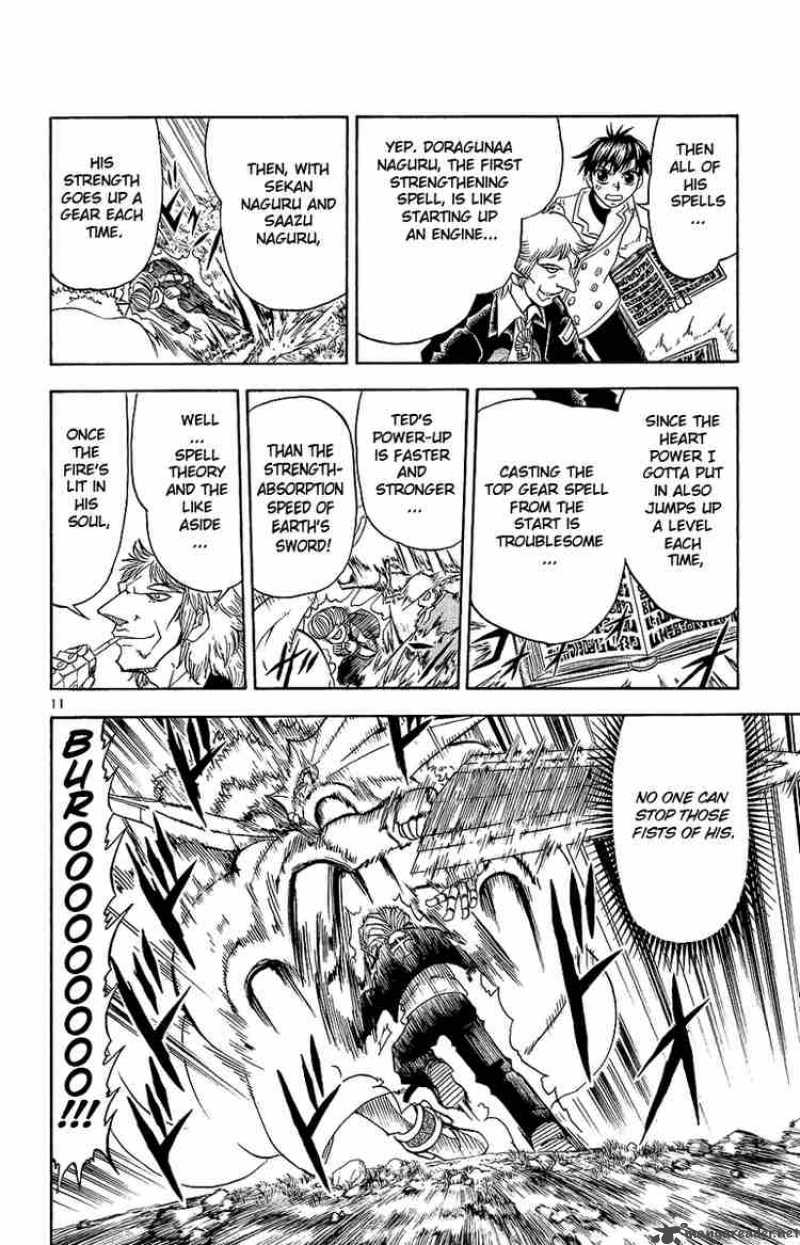 THEN
ALL OF
HIS
SPELLS
...
YEP. DORAGUNAA
NAGURU, THE FIRST
STRENGTHENING
SPELL, IS LIKE
STARTING UP
AN ENGINE...
THEN, WITH
SEKAN
NAGURU AND
SAAZU
NAGURU,
HIS
STRENGTH
GOES UP A
GEAR EACH
TIME.
SINCE THE
HEART
POWER I
GOTTA PUT
IN ALSO
JUMPS UP
A LEVEL
EACH
TIME,
CASTING THE
TOP GEAR SPELL
FROM THE
START IS
TROUBLESOME
...
TED'S
POWER-UP
IS FASTER
AND
STRONGER
...
THAN THE
STRENGTH-
ABSORPTION
SPEED OF
EARTH'S
SWORD!
WELL
...
SPELL
THEORY
AND THE
LIKE
ASIDE
...
ONCE
THE
FIRE'S
LIT IN
HIS
SOUL,
11
NO ONE CAN
STOP THOSE
FISTS OF HIS.
BUROOOOOOOOOO!!!
mangareader.net